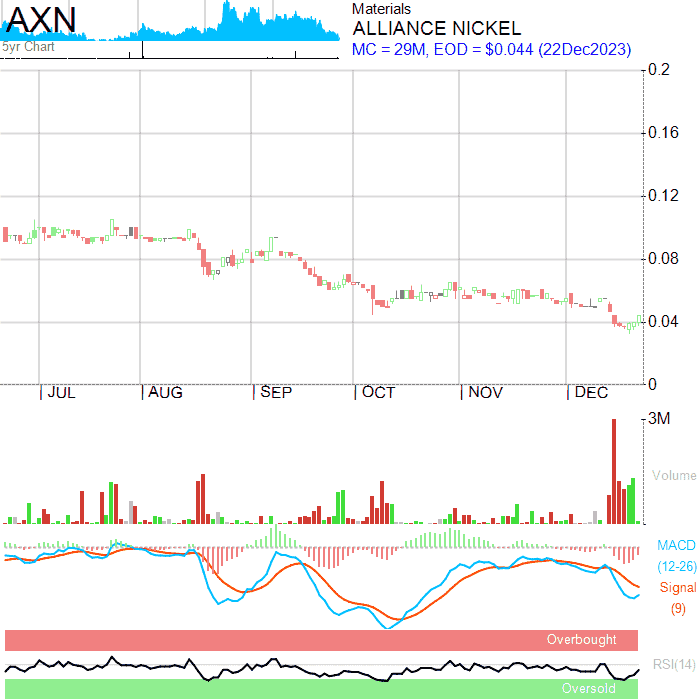 AXN
5yr Chart
Materials
ALLIANCE NICKEL
MC = 29M, EOD = $0.044 (22Dec2023)
0.2
0.16
0.12
0.08
0.04
0
JUL AUG SEP OCT NOV DEC
3M
Volume
MACD
(12-26)
Signal
(9)
Overbought
RSI(14)
Oversold